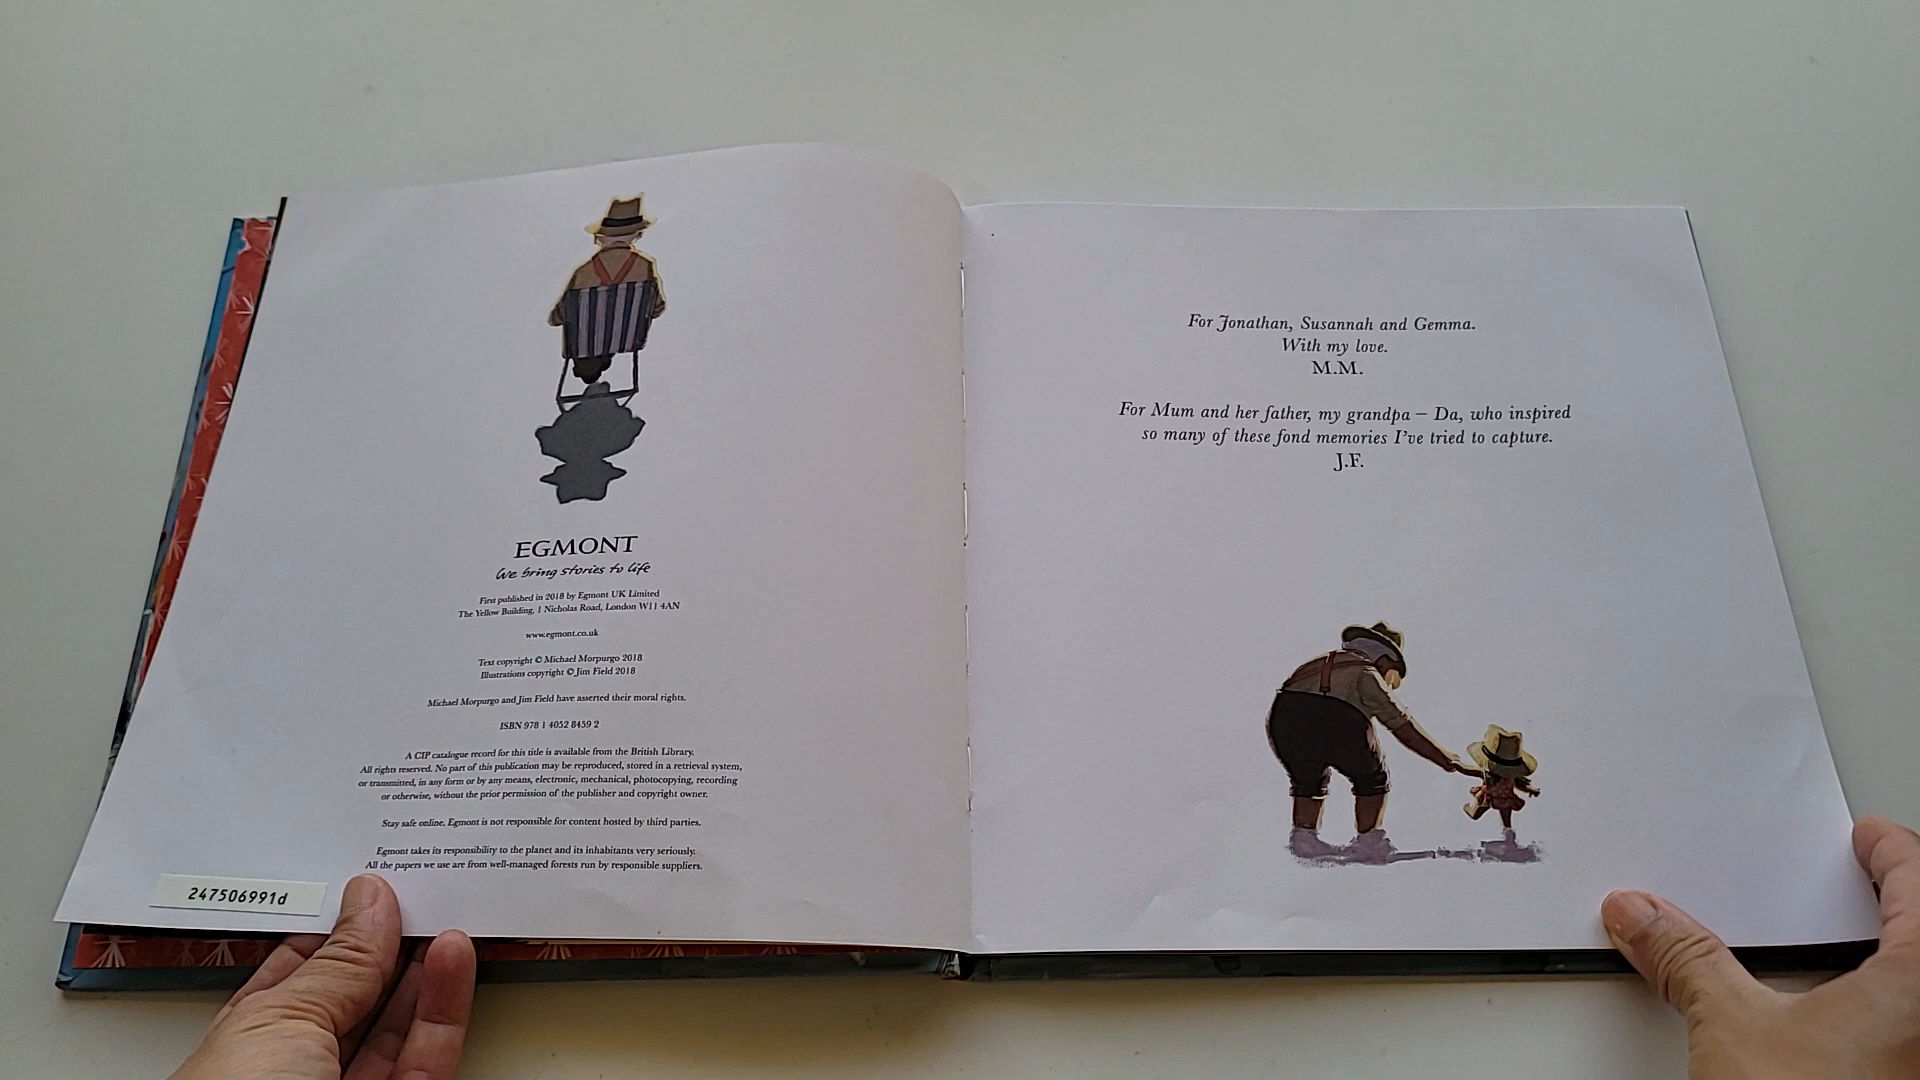 EGMONT
We bring stories to life
First published in 2018 by Egmont UK Limited
The Yellow Building, 1 Nicholas Road, London W11 4AN
www.egmont.co.uk
Text copyright © Michael Morpurgo 2018
Illustrations copyright © Jim Field 2018
Michael Morpurgo and Jim Field have asserted their moral rights.
ISBN 978 1 4052 8459 2
A CIP catalogue record for this title is available from the British Library.
All rights reserved. No part of this publication may be reproduced, stored in a retrieval system,
or transmitted, in any form or by any means, electronic, mechanical, photocopying, recording
or otherwise, without the prior permission of the publisher and copyright owner.
Stay safe online. Egmont is not responsible for content hosted by third parties.
Egmont takes its responsibility to the planet and its inhabitants very seriously.
All the papers we use are from well-managed forests run by responsible suppliers.
247506991d
For Jonathan, Susannah and Gemma.
With my love.
M.M.
For Mum and her father, my grandpa – Da, who inspired
so many of these fond memories I've tried to capture.
J.F.